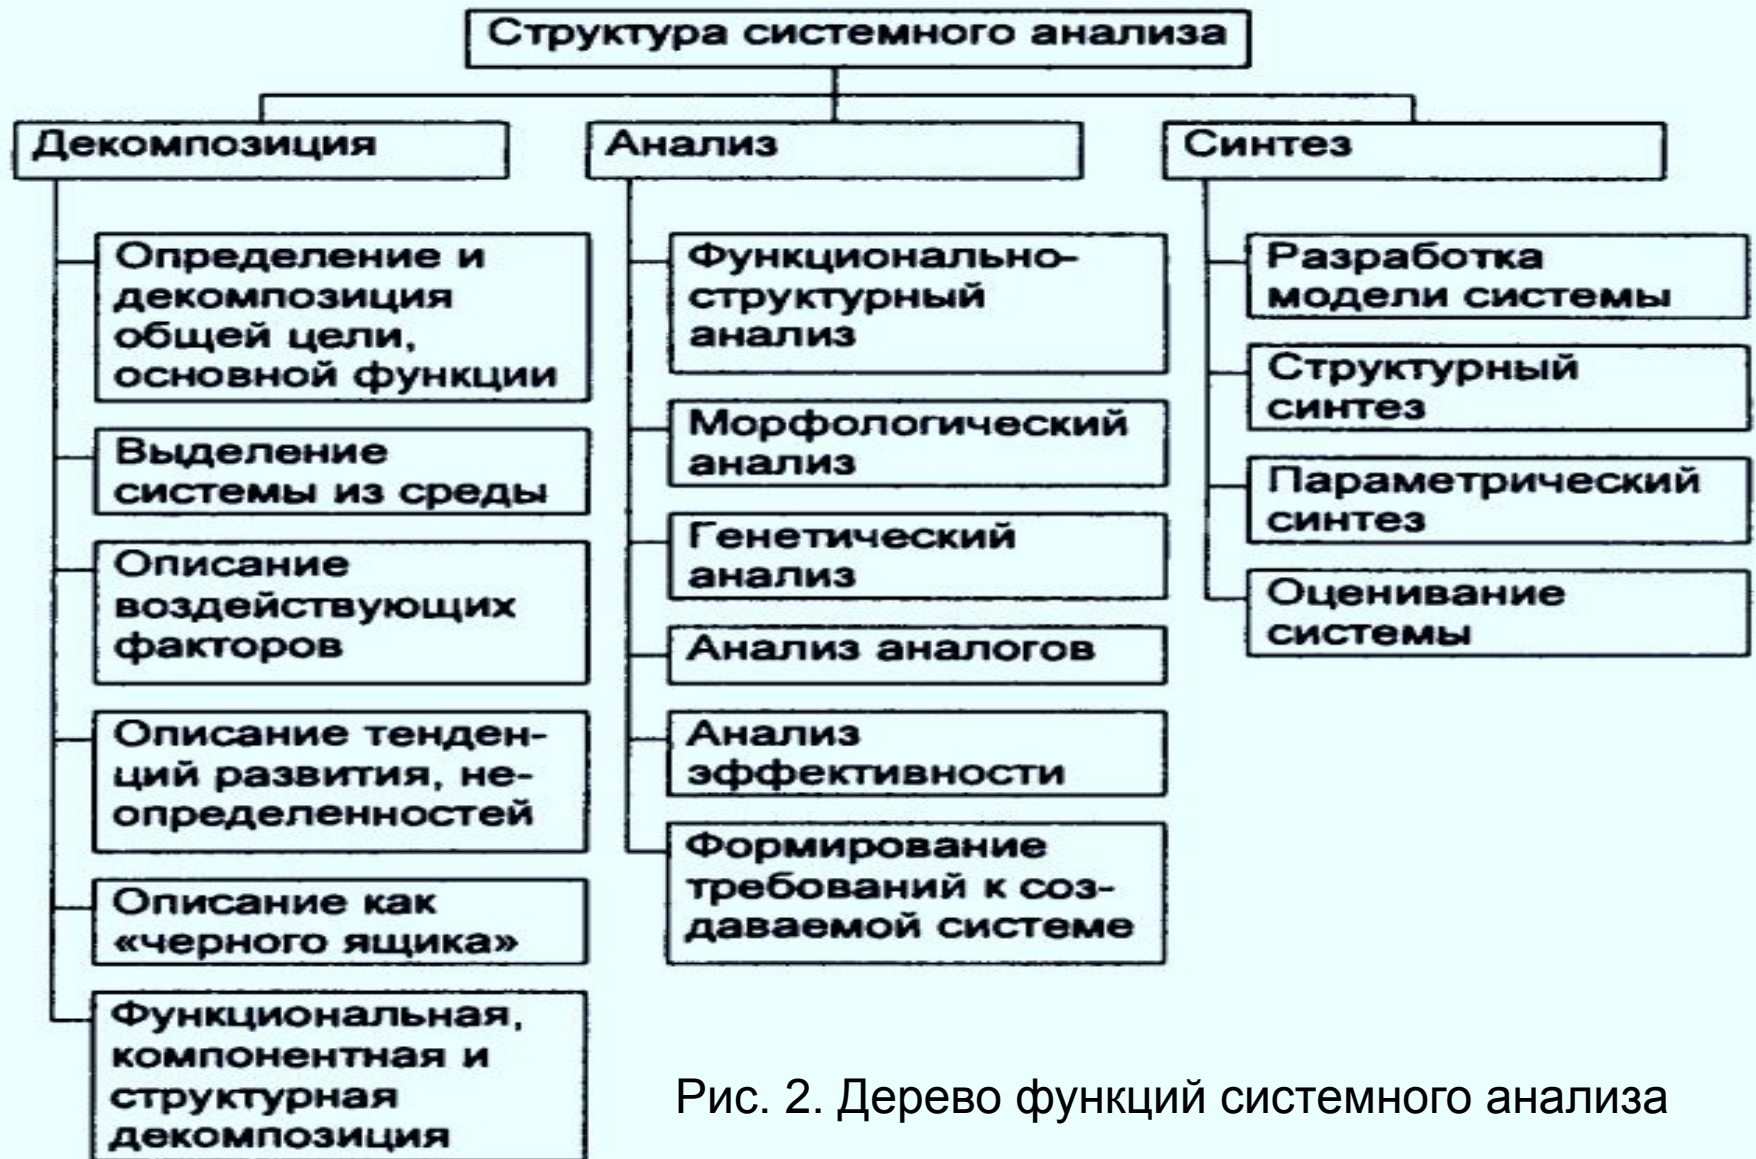 Структура системного анализа
Декомпозиция
Определение и
декомпозиция
общей цели,
основной функции
Выделение
системы из среды
Описание
воздействующих
факторов
Описание тенден-
ций развития, не-
определенностей
Описание как
«черного ящика»
Функциональная,
компонентная и
структурная
декомпозиция
Анализ
Функционально-
структурный
анализ
Морфологический
анализ
Генетический
анализ
Анализ аналогов
Анализ
эффективности
Формирование
требований к соз-
даваемой системе
Синтез
Разработка
модели системы
Структурный
синтез
Параметрический
синтез
Оценивание
системы
Рис. 2. Дерево функций системного анализа